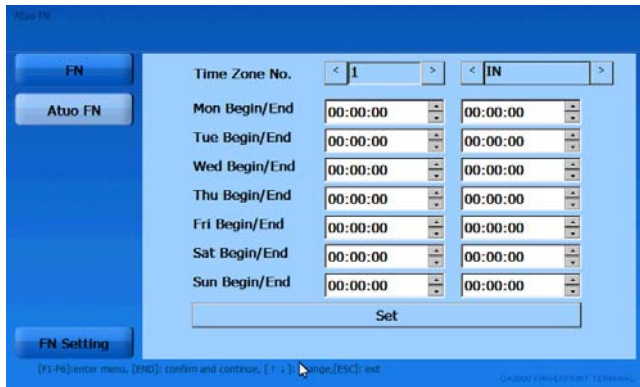 Atuo FN
FN
Time Zone No. < 1 > < IN >
Atuo FN
Mon Begin/End 00:00:00 00:00:00
Tue Begin/End 00:00:00 00:00:00
Wed Begin/End 00:00:00 00:00:00
Thu Begin/End 00:00:00 00:00:00
Fri Begin/End 00:00:00 00:00:00
Sat Begin/End 00:00:00 00:00:00
Sun Begin/End 00:00:00 00:00:00
Set
FN Setting
[F1-F6]:enter menu, [END]: confirm and continue, [ ↑ ↓ ]: ange,[ESC]: exit
FINGERPRINT TERMINAL